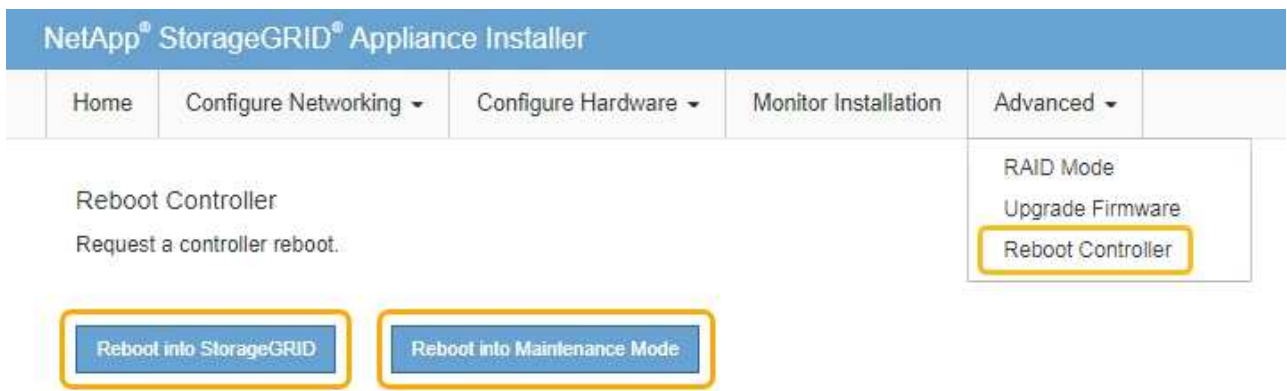 NetApp® StorageGRID® Appliance Installer
Home Configure Networking Configure Hardware Monitor Installation Advanced
RAID Mode
Upgrade Firmware
Reboot Controller
Reboot Controller
Request a controller reboot.
Reboot into StorageGRID Reboot into Maintenance Mode